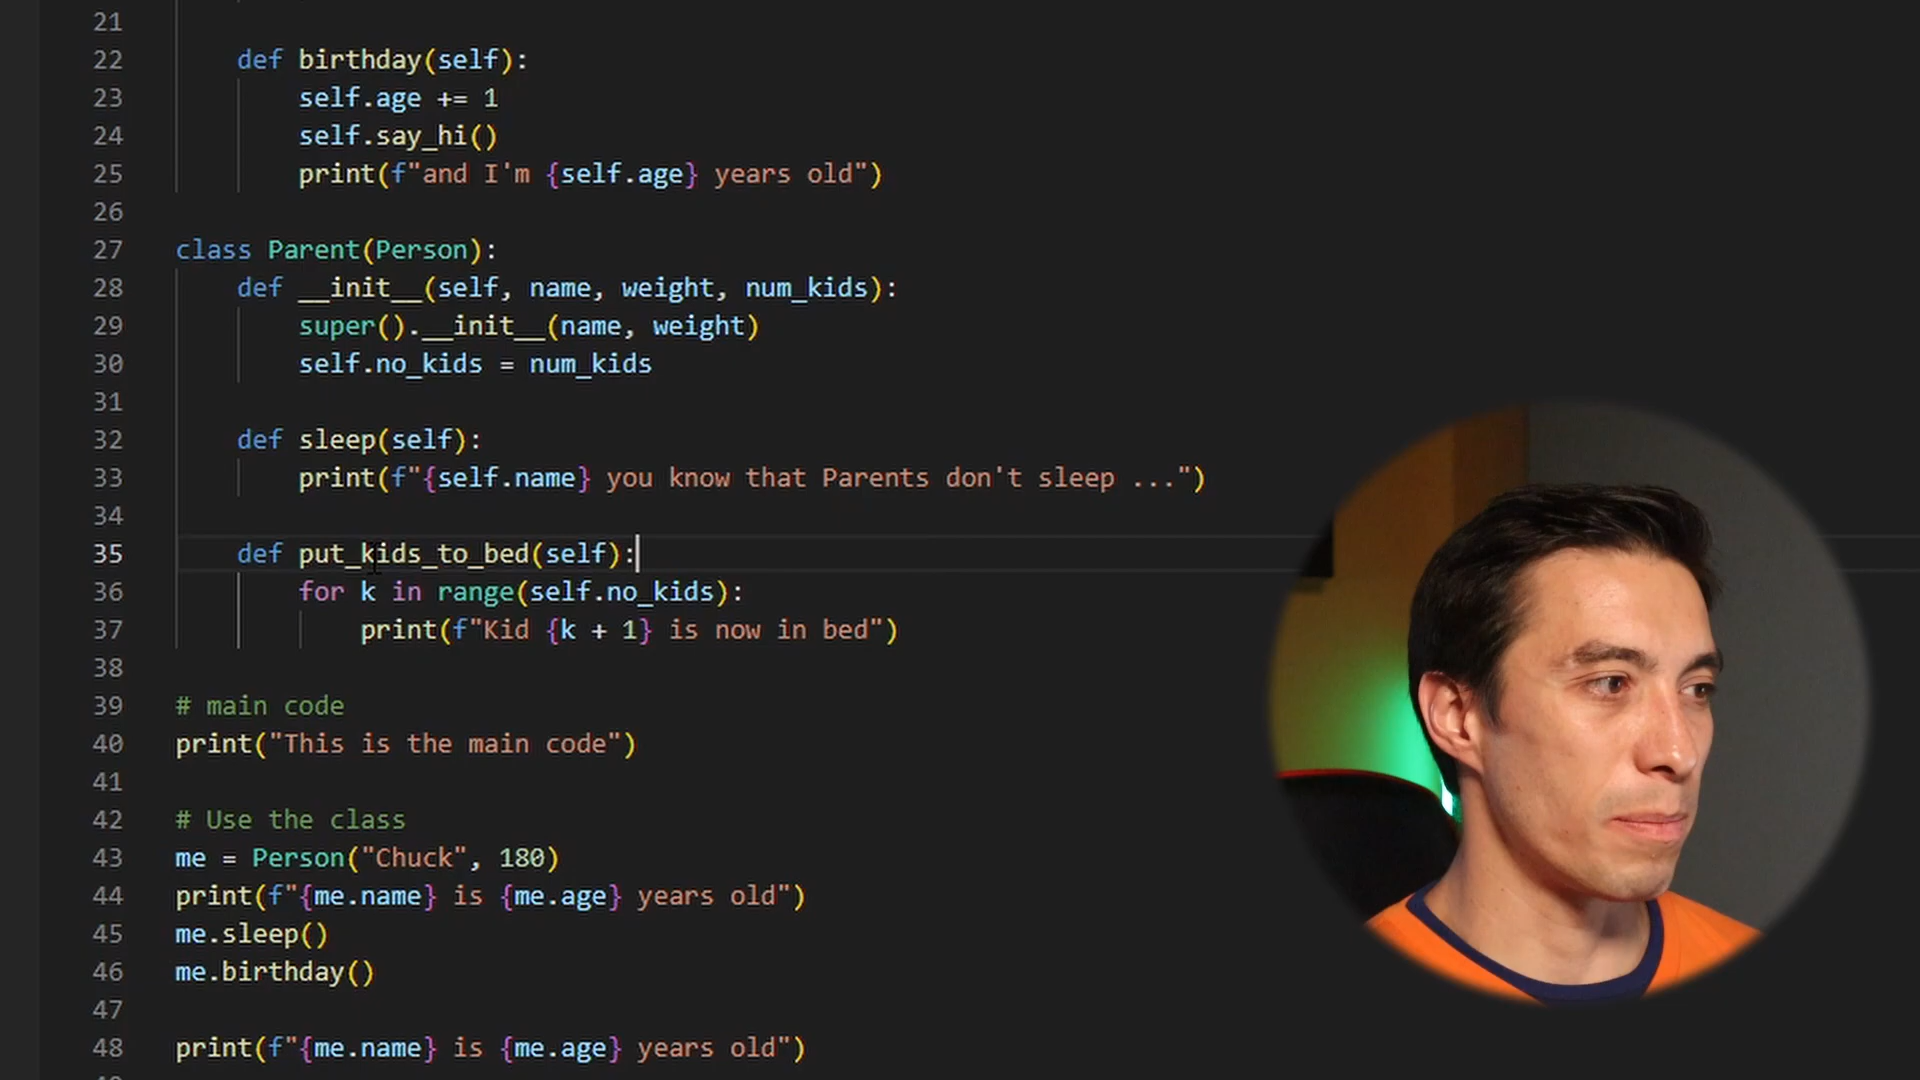 21
22 def birthday(self):
23 self.age += 1
24 self.say_hi()
25 print(f"and I'm {self.age} years old")
26
27 class Parent(Person):
28 def __init__(self, name, weight, num_kids):
29 super().__init__(name, weight)
30 self.no_kids = num_kids
31
32 def sleep(self):
33 print(f"{self.name} you know that Parents don't sleep ...")
34
35 def put_kids_to_bed(self):
36 for k in range(self.no_kids):
37 print(f"Kid {k + 1} is now in bed")
38
39 # main code
40 print("This is the main code")
41
42 # Use the class
43 me = Person("Chuck", 180)
44 print(f"{me.name} is {me.age} years old")
45 me.sleep()
46 me.birthday()
47
48 print(f"{me.name} is {me.age} years old")